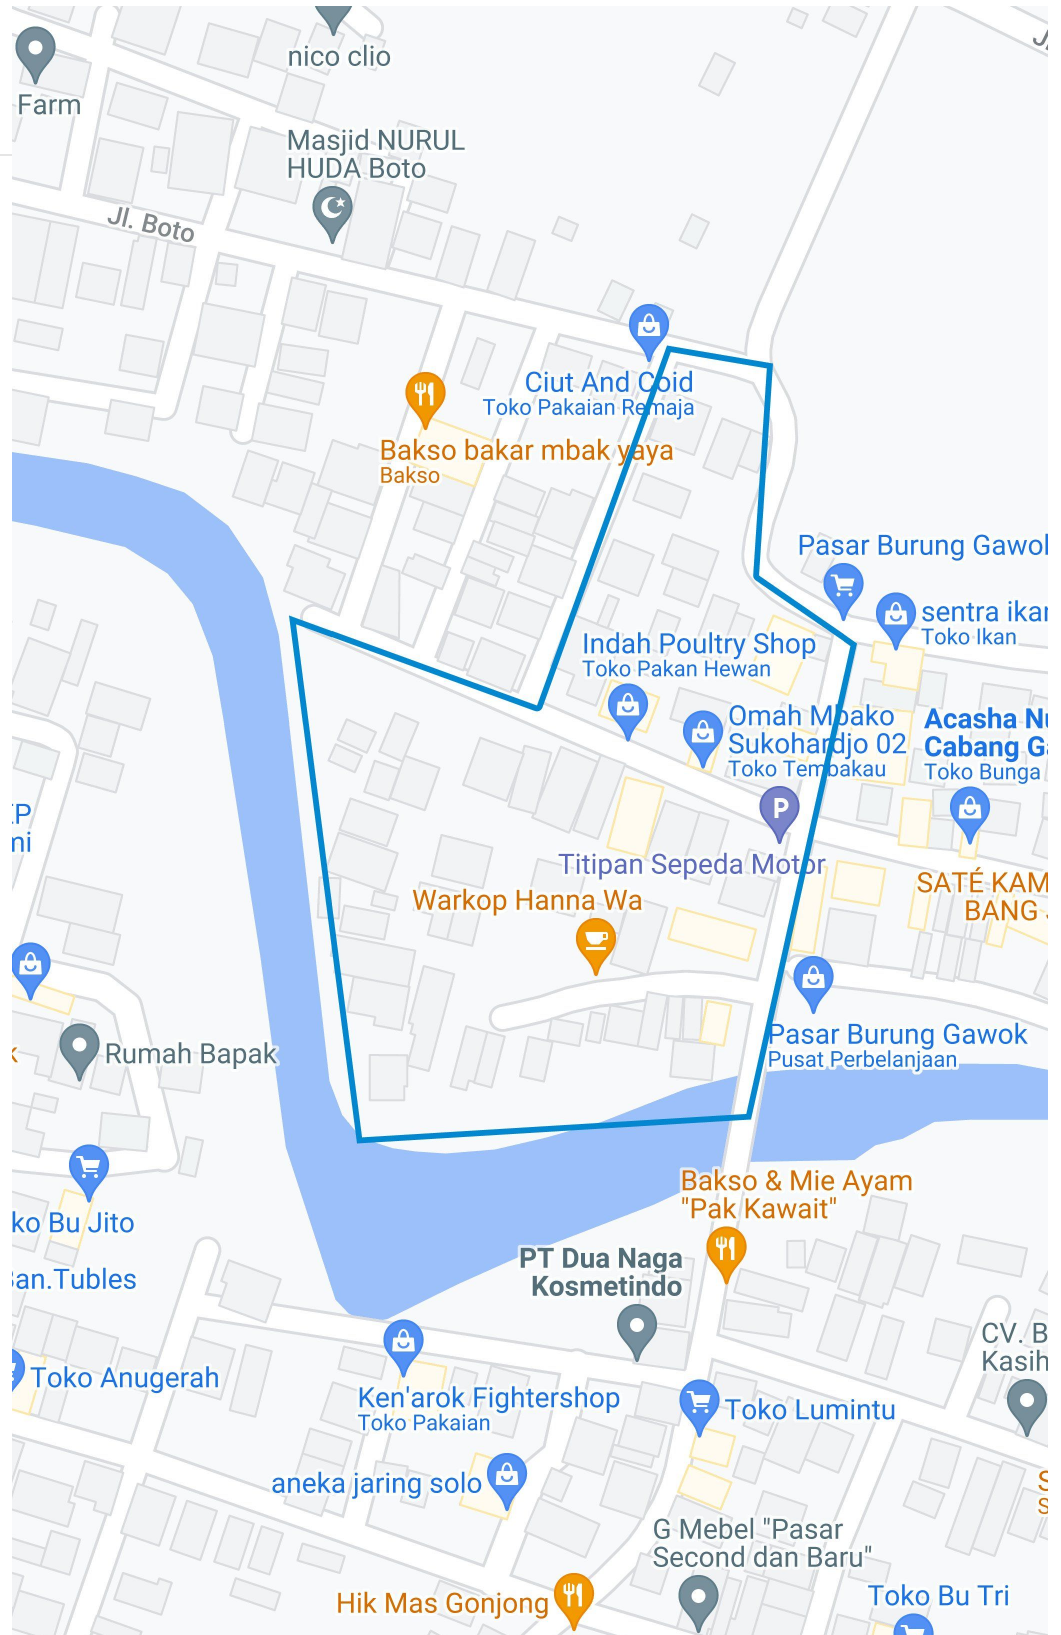 nico clio
Farm
Masjid NURUL
HUDA Boto
Jl. Boto
Ciut And Coid
Toko Pakaian Remaja
Bakso bakar mbak yaya
Bakso
Pasar Burung Gawok
sentra ikan
Toko Ikan
Indah Poultry Shop
Toko Pakan Hewan
Omah Mbako
Sukohardjo 02
Toko Tembakau
Acasha Nu
Cabang Ga
Toko Bunga
P
Titipan Sepeda Motor
Warkop Hanna Wa
SATÉ KAM
BANG
Pasar Burung Gawok
Pusat Perbelanjaan
Rumah Bapak
Bakso & Mie Ayam
"Pak Kawait"
ko Bu Jito
PT Dua Naga
Kosmetindo
Ban.Tubles
CV. B
Kasih
Toko Anugerah
Ken'arok Fightershop
Toko Pakaian
Toko Lumintu
aneka jaring solo
G Mebel "Pasar
Second dan Baru"
Hik Mas Gonjong
Toko Bu Tri